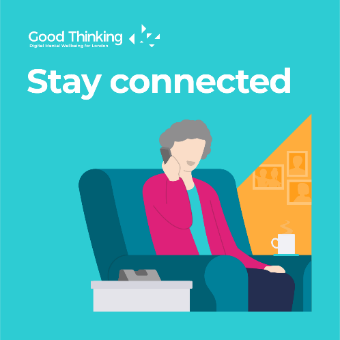 Good Thinking
Digital Mental Wellbeing for London
Stay connected